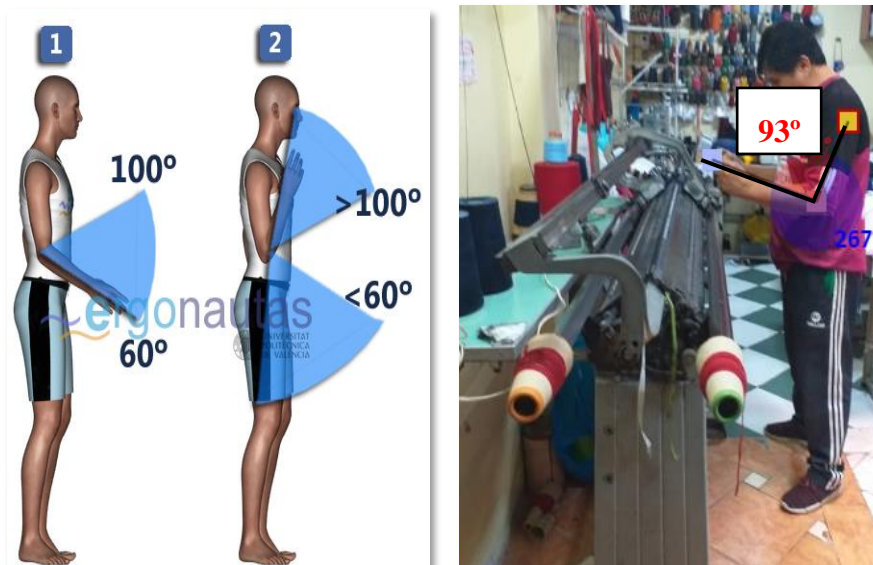 1
2
100º
>100º
<60º
60º
ergonautas
UNIVERSITAT
POLITÈCNICA
DE VALÈNCIA
93º
267